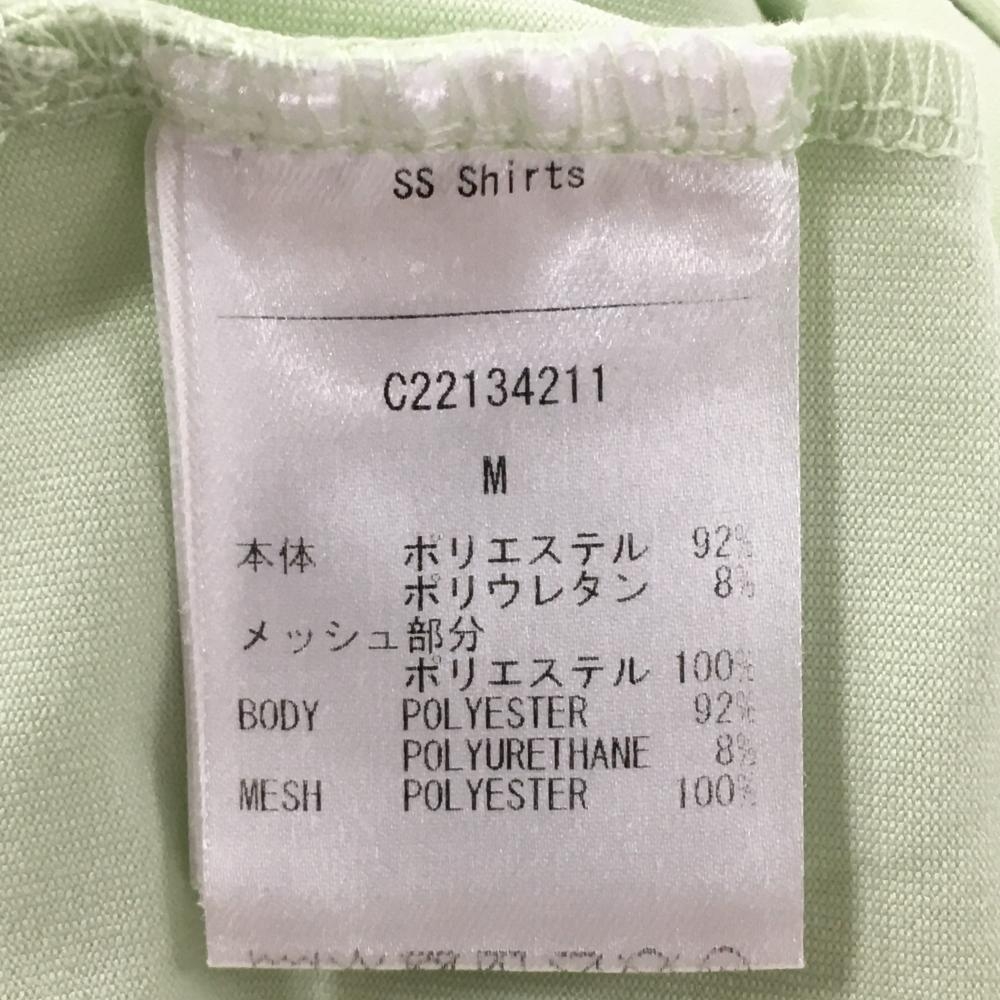 SS Shirts
C22134211
M
本体 ポリエステル 92%
ポリウレタン 8%
メッシュ部分
ポリエステル 100%
BODY POLYESTER 92%
POLYURETHANE 8%
MESH POLYESTER 100%